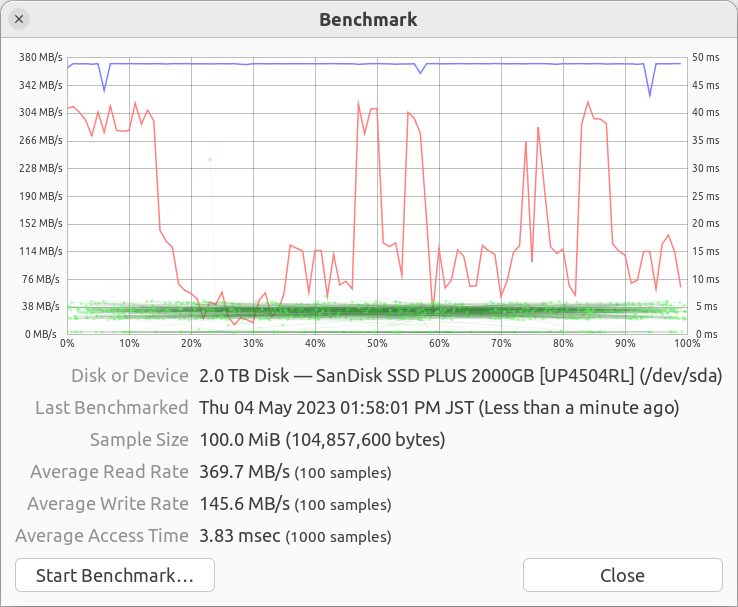 Benchmark
380 MB/s 50 ms
342 MB/s 45 ms
304 MB/s 40 ms
266 MB/s 35 ms
228 MB/s 30 ms
190 MB/s 25 ms
152 MB/s 20 ms
114 MB/s 15 ms
76 MB/s 10 ms
38 MB/s 5 ms
0 MB/s 0 ms
0% 10% 20% 30% 40% 50% 60% 70% 80% 90% 100%
Disk or Device 2.0 TB Disk — SanDisk SSD PLUS 2000GB [UP4504RL] (/dev/sda)
Last Benchmarked Thu 04 May 2023 01:58:01 PM JST (Less than a minute ago)
Sample Size 100.0 MiB (104,857,600 bytes)
Average Read Rate 369.7 MB/s (100 samples)
Average Write Rate 145.6 MB/s (100 samples)
Average Access Time 3.83 msec (1000 samples)
Start Benchmark… Close